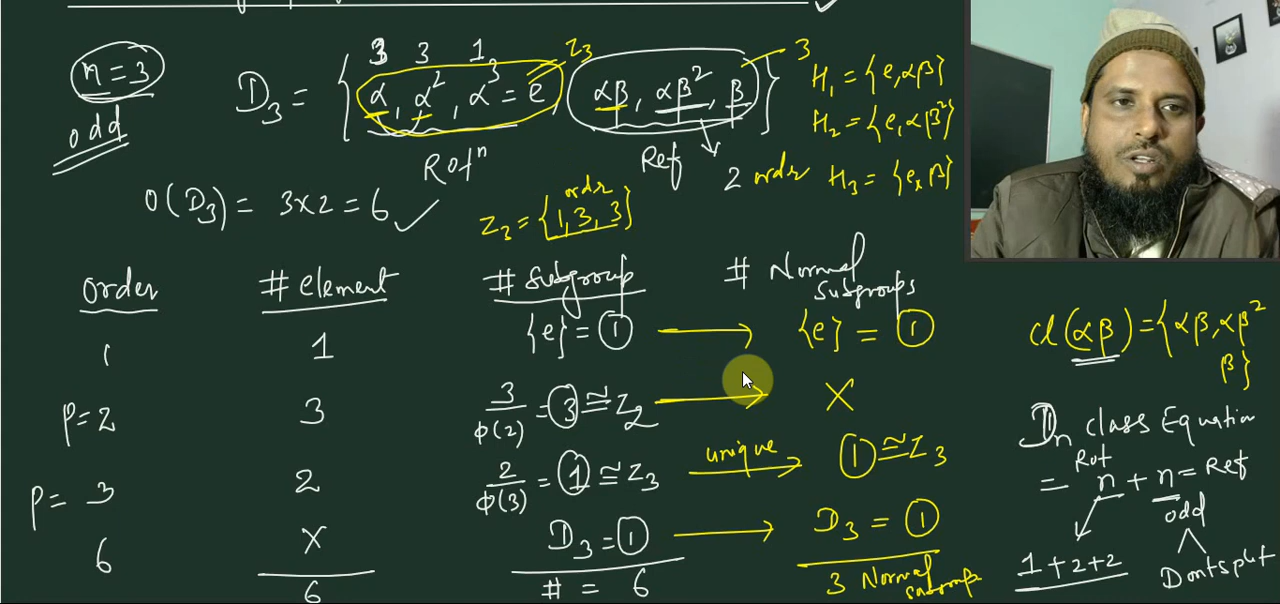 n=3
odd
D₃ = { α, α², α³ = e, αβ, αβ², β }
3 3 1
Z₃
3
Rotⁿ
Ref
2 ordr
H₁ = {e, αβ}
H₂ = {e, αβ²}
H₃ = {e, β}
O(D₃) = 3×2 = 6 ✓
ordr
Z₃ = {1, 3, 3}
order # element # Subgroup # Normal Subgroups
1 1 {e} = 1 → {e} = 1
P=2 3 3/ϕ(2) = 3 ≅ Z₂ → X
P=3 2 2/ϕ(3) = 1 ≅ Z₃ unique → 1 ≅ Z₃
6 X D₃ = 1 → D₃ = 1
6 # = 6 3 Normal subgroups
cl(αβ) = {αβ, αβ²
β}
Dn class Equation
Rot
= n + n = Ref
odd
1+2+2
Dont split